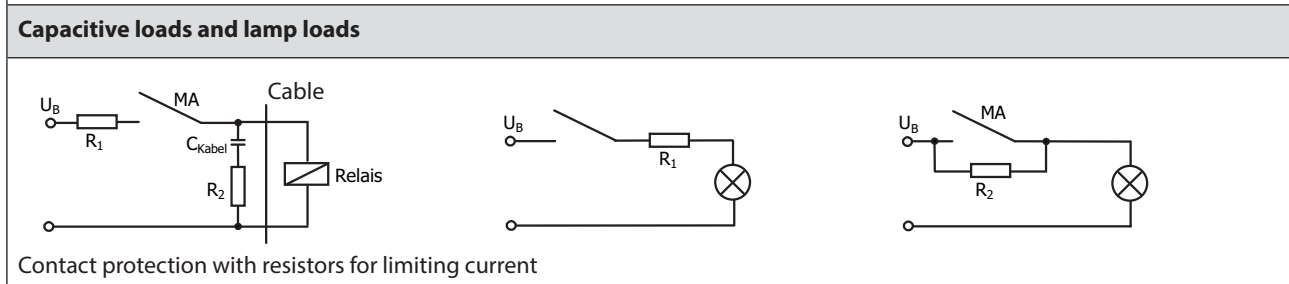 Capacitive loads and lamp loads
Cable
MA
U_B
R_1
C_Kabel
R_2
Relais
U_B
R_1
MA
U_B
R_2
Contact protection with resistors for limiting current